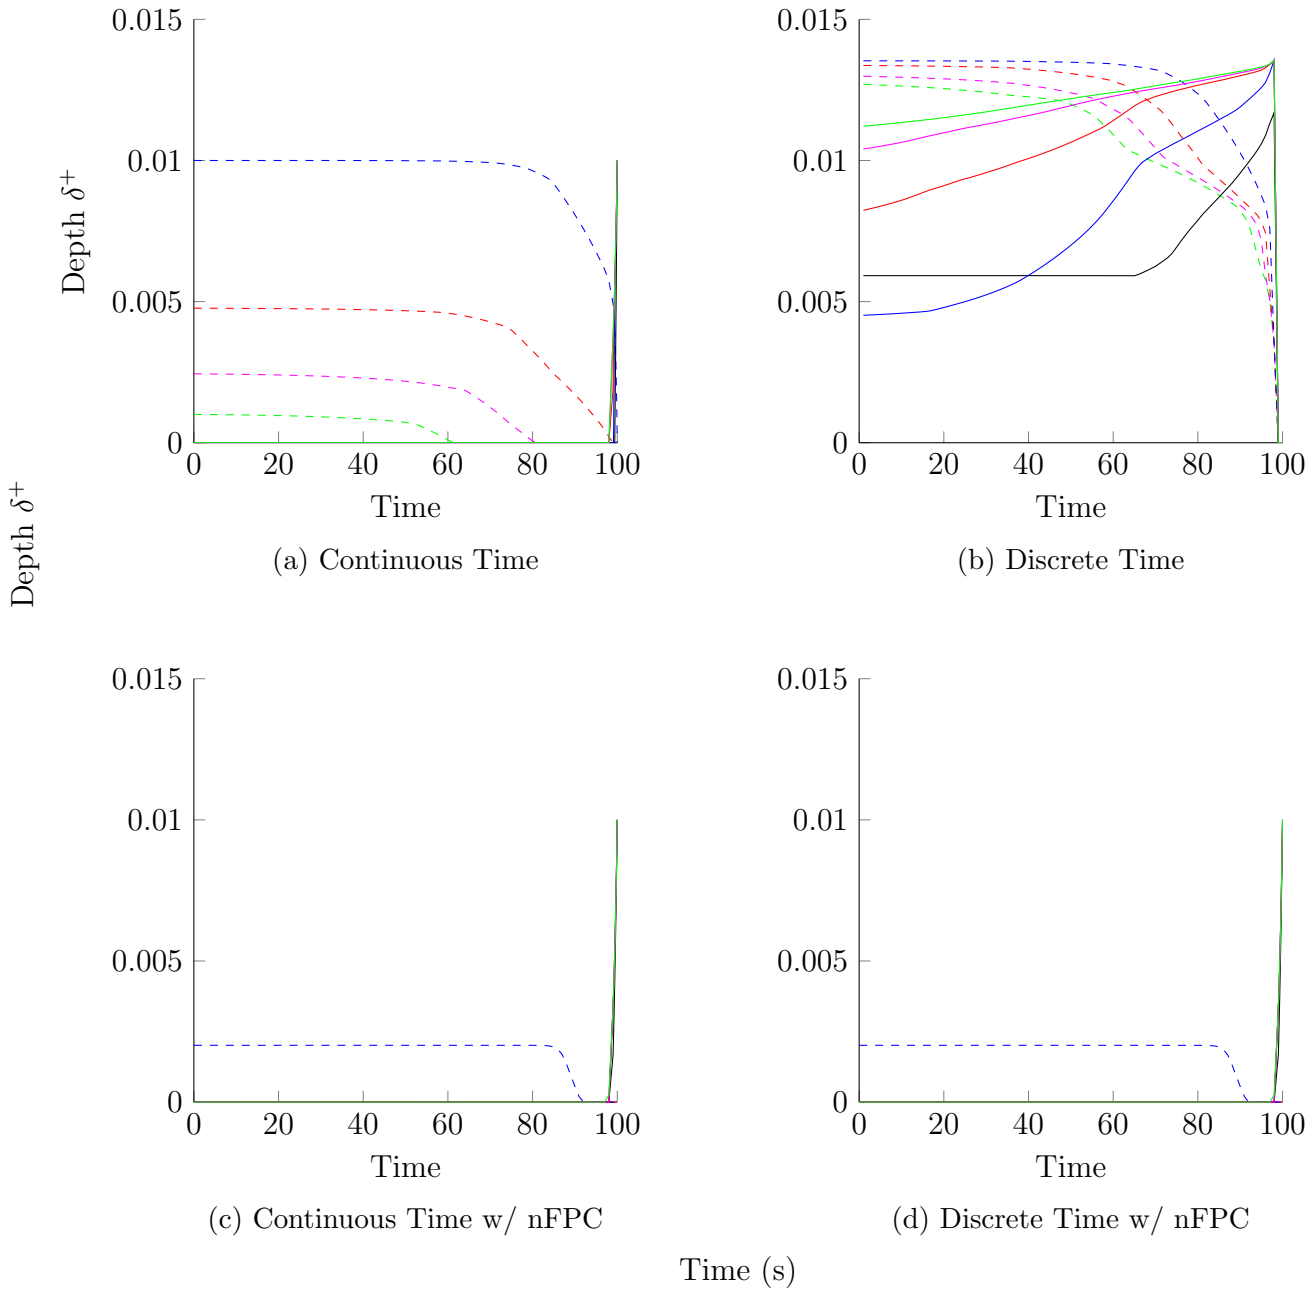 0.015
0.01
0.005
0
0 20 40 60 80 100
Depth δ⁺
Time
(a) Continuous Time
0.015
0.01
0.005
0
0 20 40 60 80 100
Time
(b) Discrete Time
Depth δ⁺
0.015
0.01
0.005
0
0 20 40 60 80 100
Time
(c) Continuous Time w/ nFPC
0.015
0.01
0.005
0
0 20 40 60 80 100
Time
(d) Discrete Time w/ nFPC
Time (s)